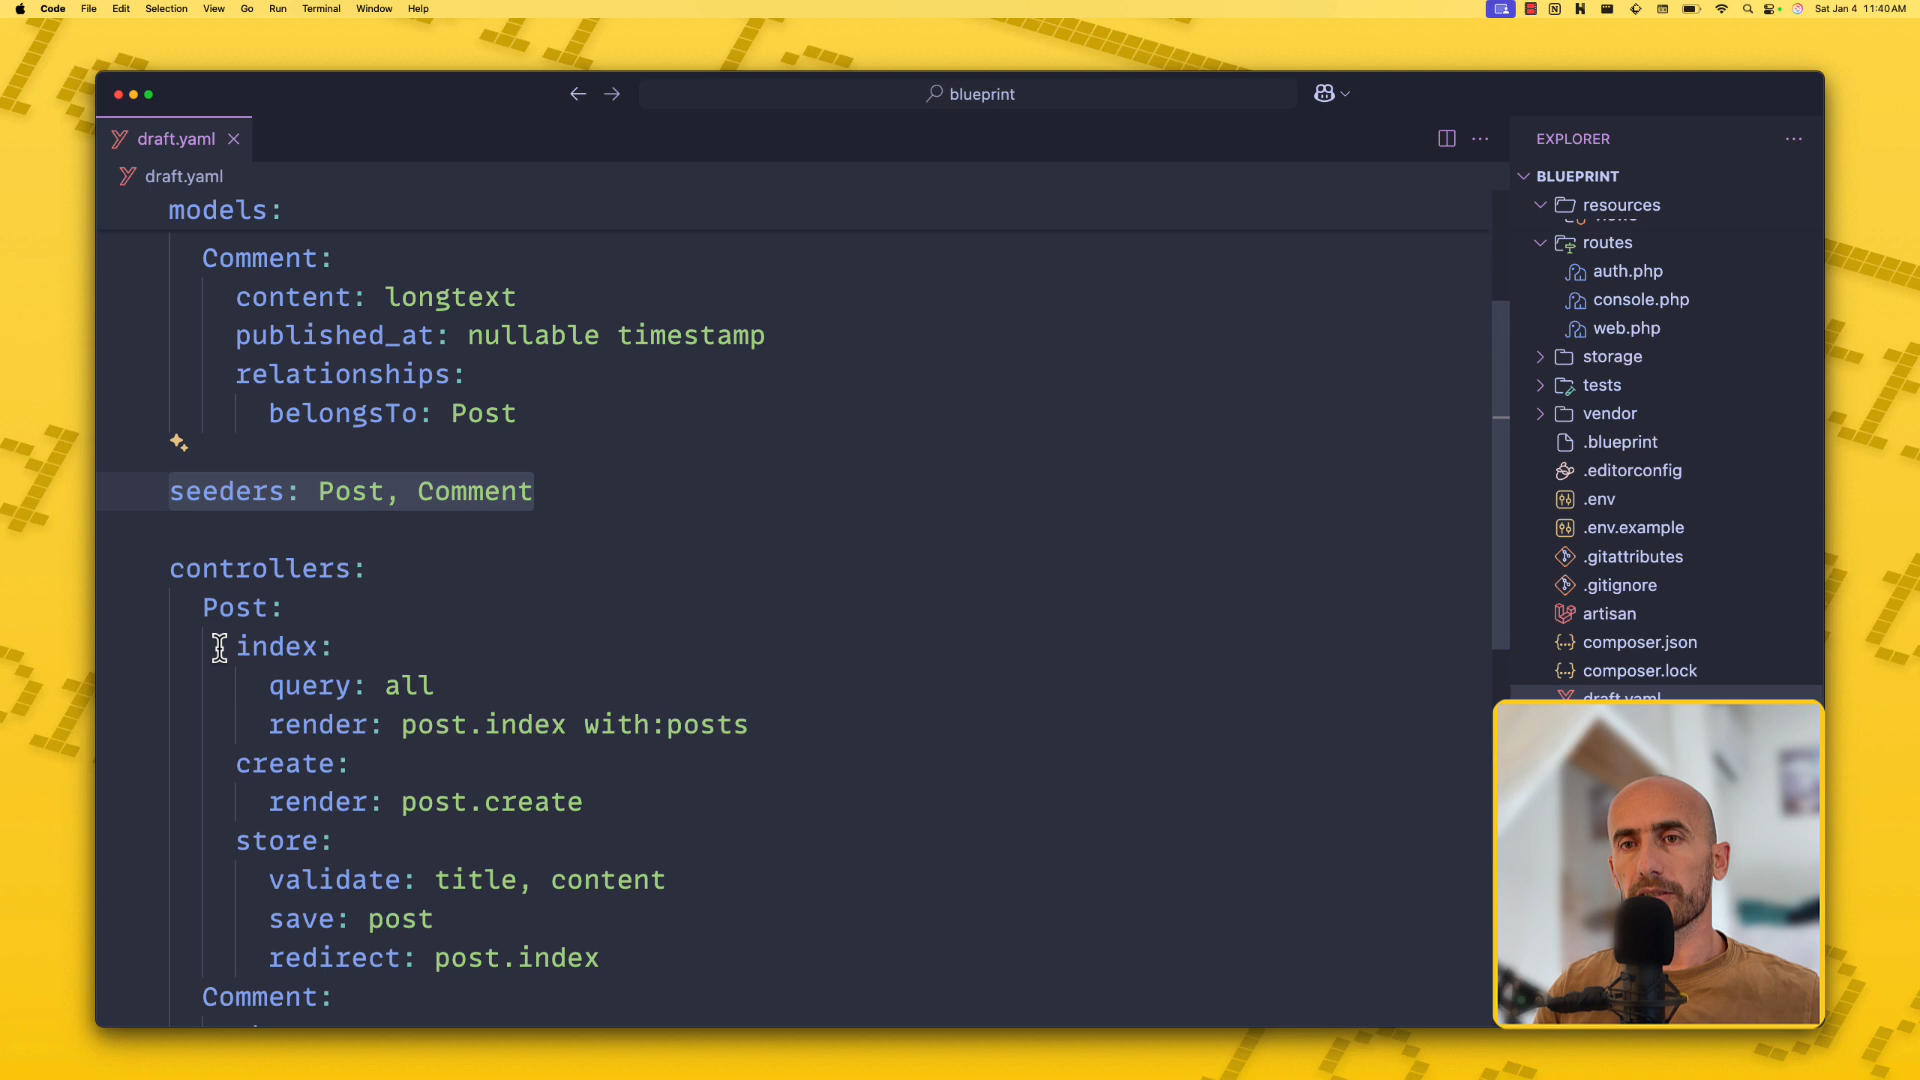 Code File Edit Selection View Go Run Terminal Window Help
Sat Jan 4 11:40 AM
blueprint
draft.yaml
draft.yaml
models:
Comment:
content: longtext
published_at: nullable timestamp
relationships:
belongsTo: Post
seeders: Post, Comment
controllers:
Post:
index:
query: all
render: post.index with:posts
create:
render: post.create
store:
validate: title, content
save: post
redirect: post.index
Comment:
EXPLORER
BLUEPRINT
resources
routes
auth.php
console.php
web.php
storage
tests
vendor
.blueprint
.editorconfig
.env
.env.example
.gitattributes
.gitignore
artisan
composer.json
composer.lock
draft.yaml